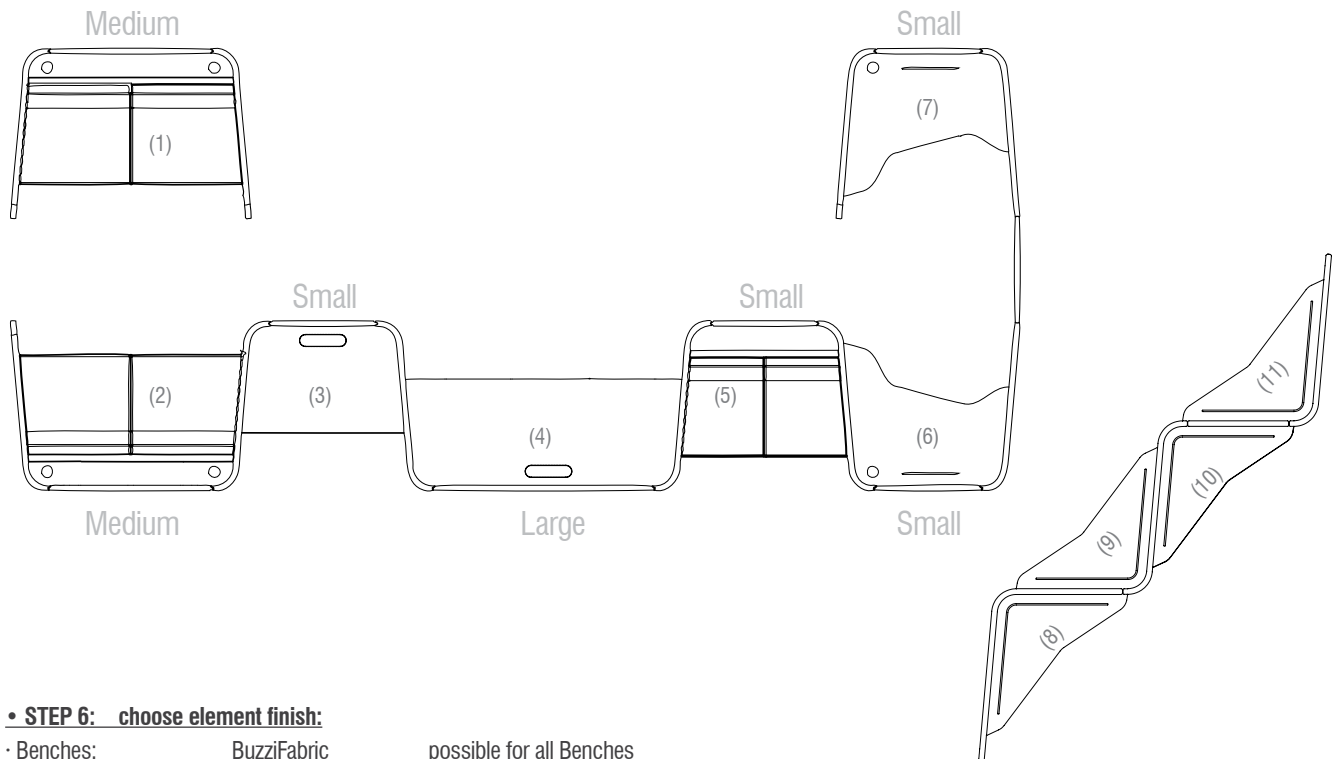 Medium
Small
(7)
(1)
Small
Small
(11)
(2)
(3)
(5)
(4)
(6)
(10)
(9)
Medium
Large
Small
(8)
• STEP 6: choose element finish:
· Benches: BuzziFabric possible for all Benches